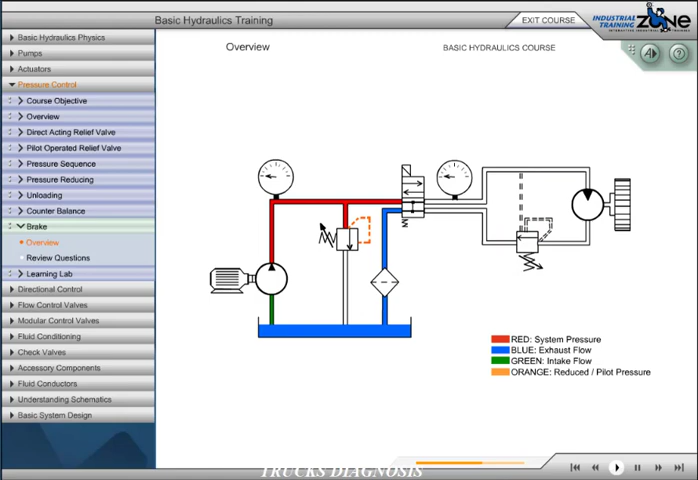 Basic Hydraulics Training
EXIT COURSE
INDUSTRIAL
TRAINING
ZONE
Basic Hydraulics Physics
Pumps
Actuators
Pressure Control
Course Objective
Overview
Direct Acting Relief Valve
Pilot Operated Relief Valve
Pressure Sequence
Pressure Reducing
Unloading
Counter Balance
Brake
Overview
Review Questions
Learning Lab
Directional Control
Flow Control Valves
Modular Control Valves
Fluid Conditioning
Check Valves
Accessory Components
Fluid Conductors
Understanding Schematics
Basic System Design
Overview
BASIC HYDRAULICS COURSE
A
?
RED: System Pressure
BLUE: Exhaust Flow
GREEN: Intake Flow
ORANGE: Reduced / Pilot Pressure
TRUCKS DIAGNOSIS